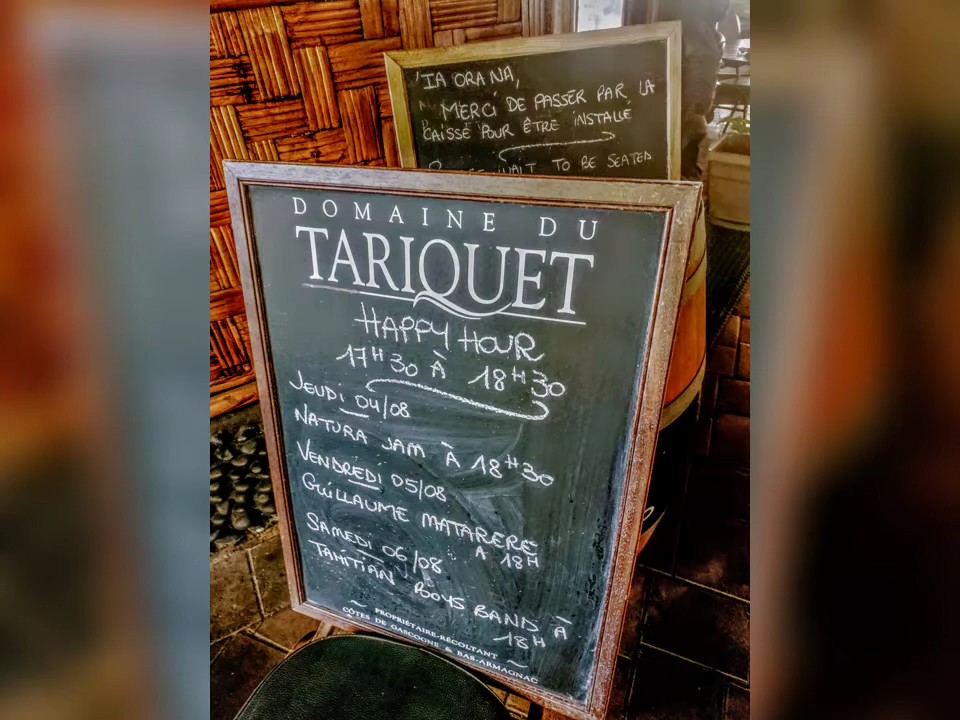 'IA ORA NA,
MERCI DE PASSER PAR LA
CAISSE POUR ÊTRE INSTALLÉ
WAIT TO BE SEATED
DOMAINE DU
TARIQUET
HAPPY HOUR
17H30 À 18H30
JEUDI 04/08
NATURA JAM À 18H30
VENDREDI 05/08
GUILLAUME MATARERE
À 18H
SAMEDI 06/08
TAHITIAN BOYS BAND À
18H
~ PROPRIÉTAIRE-RÉCOLTANT ~
CÔTES DE GASCOGNE & BAS-ARMAGNAC